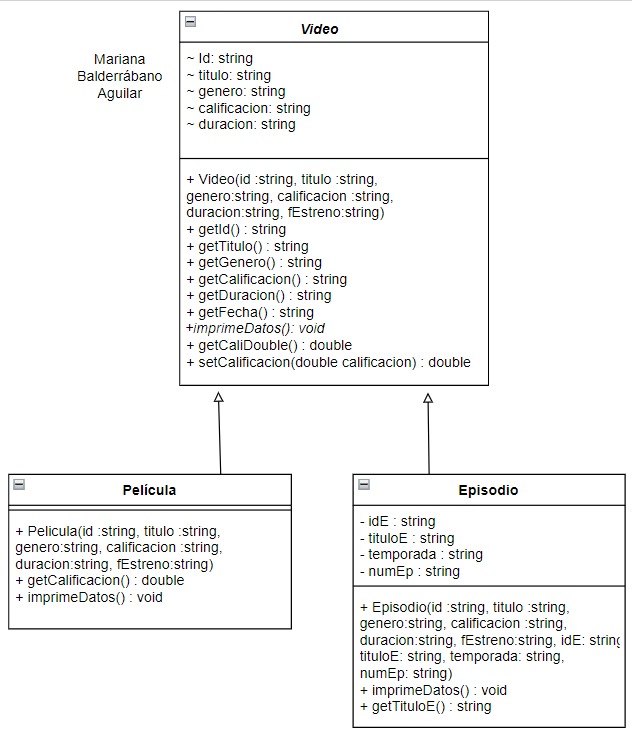 Video
Mariana
Balderrábano
Aguilar
~ Id: string
~ titulo: string
~ genero: string
~ calificacion: string
~ duracion: string
+ Video(id :string, titulo :string,
genero:string, calificacion :string,
duracion:string, fEstreno:string)
+ getId() : string
+ getTitulo() : string
+ getGenero() : string
+ getCalificacion() : string
+ getDuracion() : string
+ getFecha() : string
+imprimeDatos(): void
+ getCaliDouble() : double
+ setCalificacion(double calificacion) : double
Película
+ Pelicula(id :string, titulo :string,
genero:string, calificacion :string,
duracion:string, fEstreno:string)
+ getCalificacion() : double
+ imprimeDatos() : void
Episodio
- idE : string
- tituloE : string
- temporada : string
- numEp : string
+ Episodio(id :string, titulo :string,
genero:string, calificacion :string,
duracion:string, fEstreno:string, idE: string
tituloE: string, temporada: string,
numEp: string)
+ imprimeDatos() : void
+ getTituloE() : string